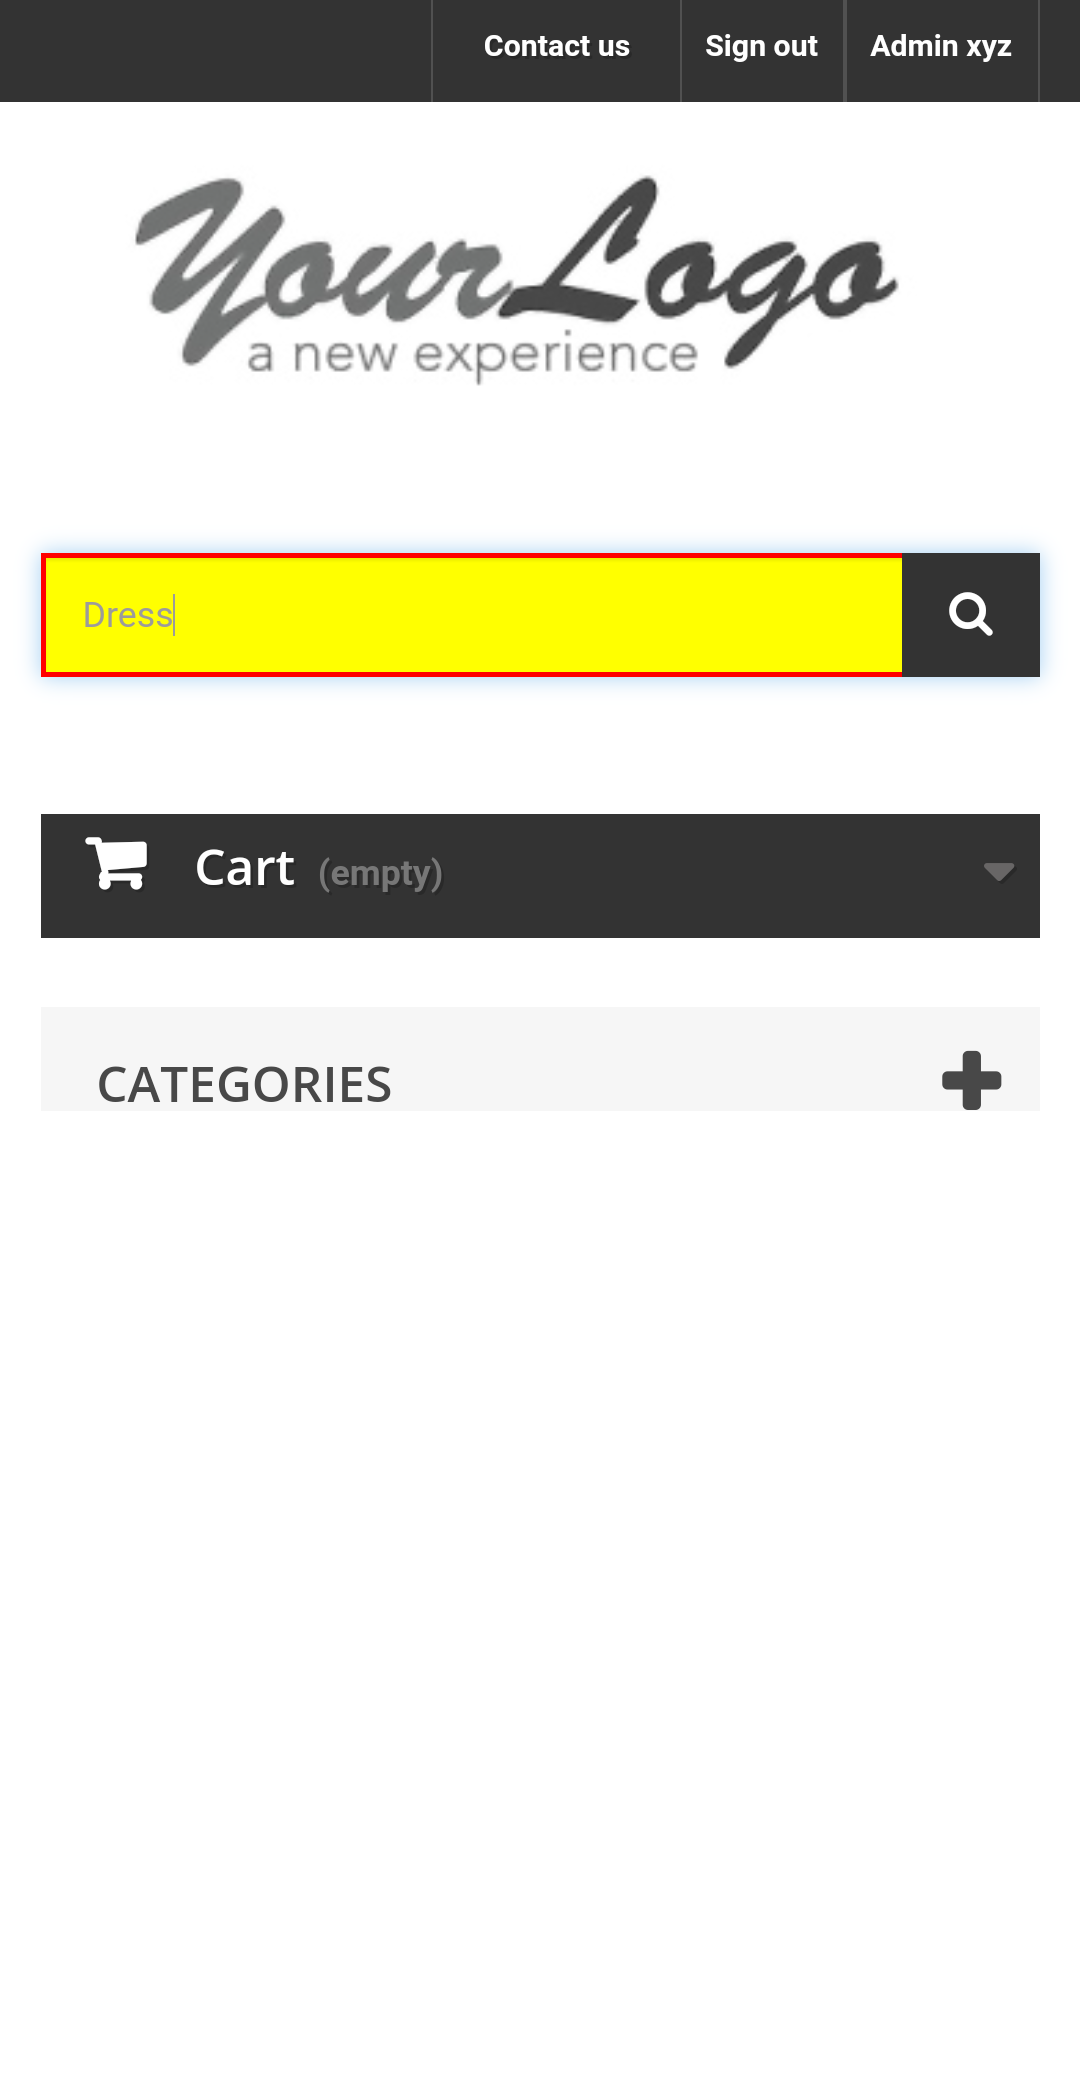 Contact us
Sign out
Admin xyz
YourLogo
a new experience
Dress
Cart (empty)
CATEGORIES